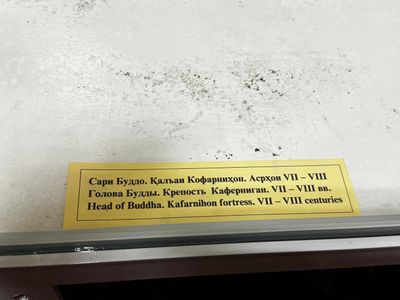 Сари Буддо. Қалъаи Кофарниҳон. Асрҳои VII – VIII
Голова Будды. Крепость Каферниган. VII – VIII вв.
Head of Buddha. Kafarnihon fortress. VII – VIII centuries